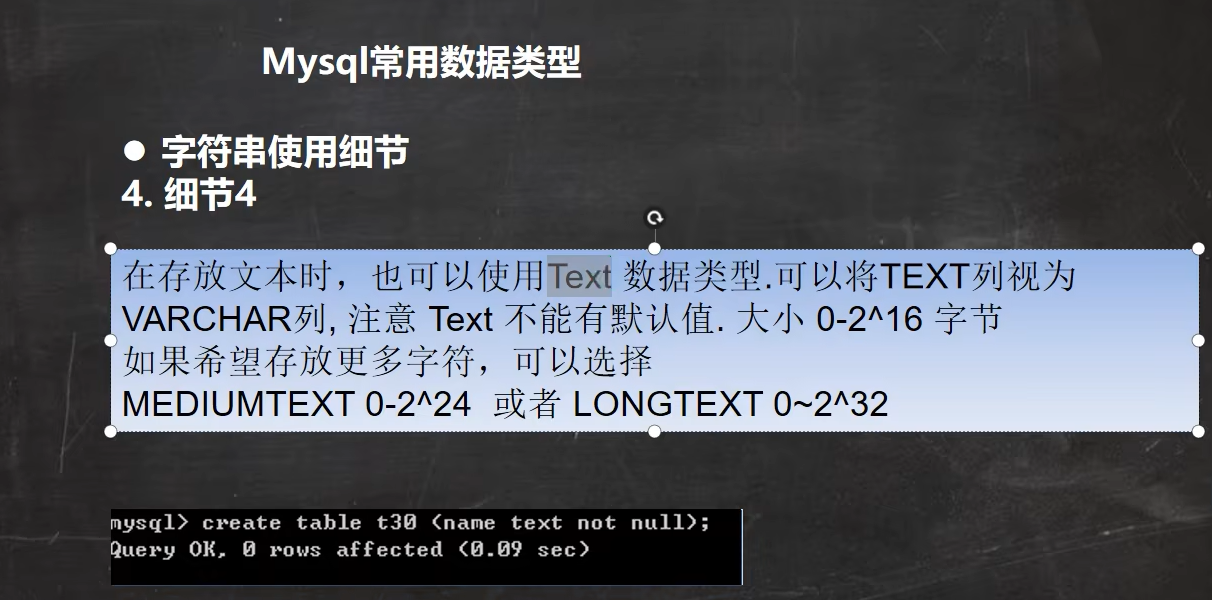 Mysql常用数据类型
● 字符串使用细节
4. 细节4
在存放文本时，也可以使用Text 数据类型.可以将TEXT列视为
VARCHAR列, 注意 Text 不能有默认值. 大小 0-2^16 字节
如果希望存放更多字符，可以选择
MEDIUMTEXT 0-2^24 或者 LONGTEXT 0~2^32
mysql> create table t30 (name text not null);
Query OK, 0 rows affected (0.09 sec)